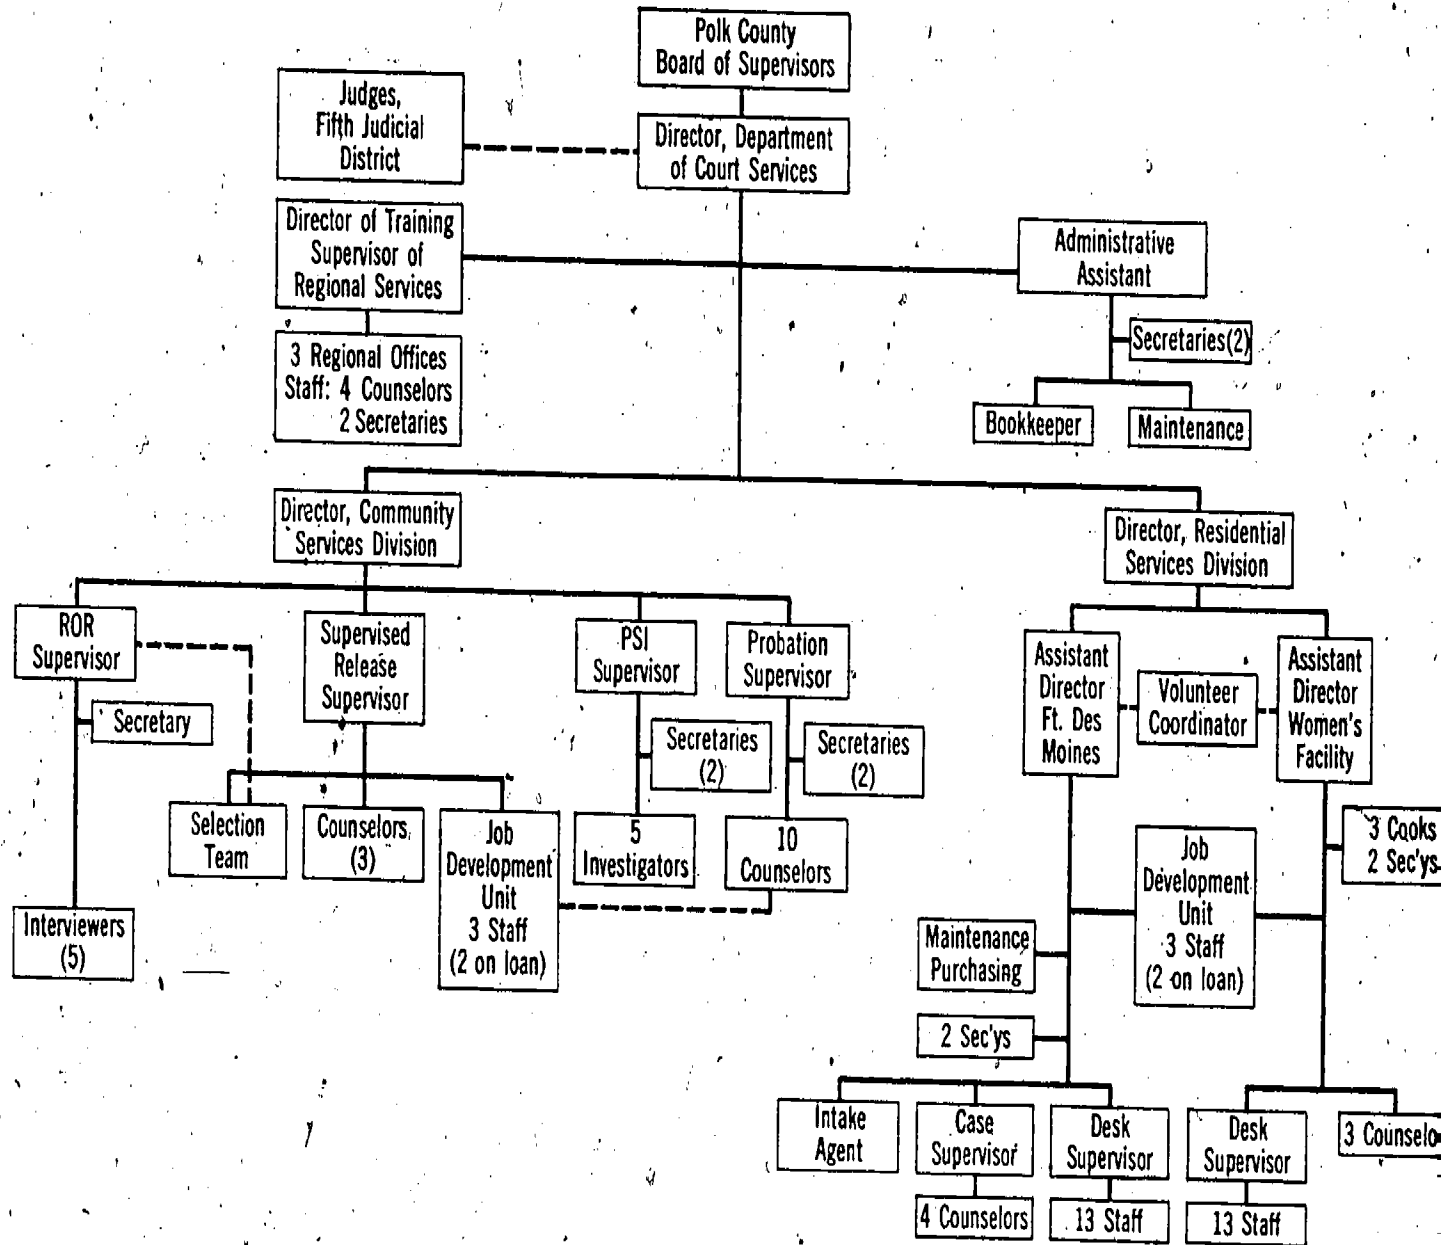 Polk County
Board of Supervisors
Judges,
Fifth Judicial
District
Director, Department
of Court Services
Director of Training
Supervisor of
Regional Services
Administrative
Assistant
3 Regional Offices
Staff: 4 Counselors
2 Secretaries
Secretaries(2)
Bookkeeper
Maintenance
Director, Community
Services Division
Director, Residential
Services Division
ROR
Supervisor
Supervised
Release
Supervisor
PSI
Supervisor
Probation
Supervisor
Assistant
Director
Ft. Des
Moines
Volunteer
Coordinator
Assistant
Director
Women's
Facility
Secretary
Secretaries
(2)
Secretaries
(2)
Selection
Team
Counselors
(3)
Job
Development
Unit
3 Staff
(2 on loan)
5
Investigators
10
Counselors
Job
Development
Unit
3 Staff
(2 on loan)
3 Cooks
2 Sec'ys
Interviewers
(5)
Maintenance
Purchasing
2 Sec'ys
Intake
Agent
Case
Supervisor
Desk
Supervisor
Desk
Supervisor
3 Counselo
4 Counselors
13 Staff
13 Staff